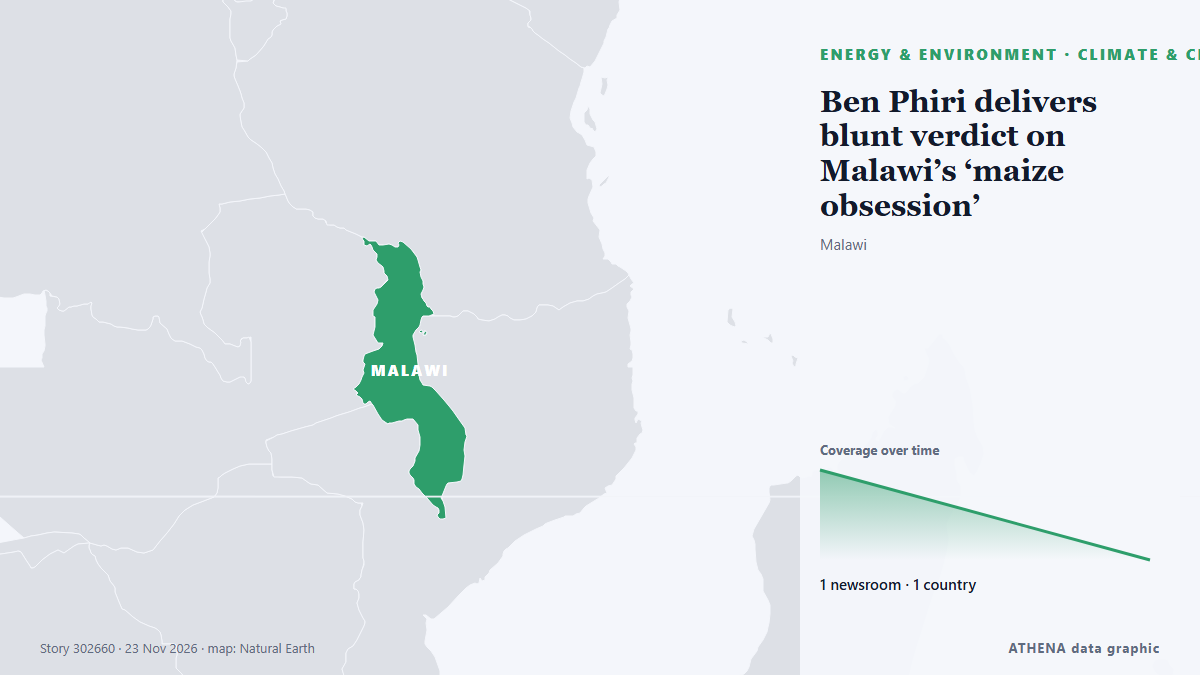 ENERGY & ENVIRONMENT · CLIMATE &
Ben Phiri delivers
blunt verdict on
Malawi’s ‘maize
obsession’
Malawi
MALAWI
Coverage over time
1 newsroom · 1 country
Story 302660 · 23 Nov 2026 · map: Natural Earth
ATHENA data graphic